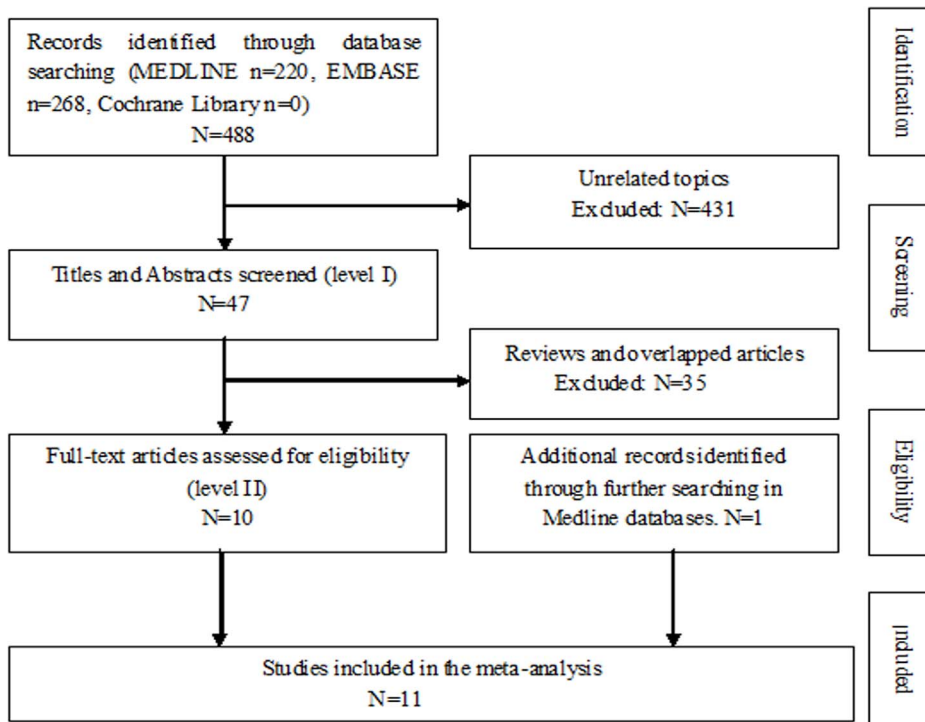 Records identified through database
searching (MEDLINE n=220, EMBASE
n=268, Cochrane Library n=0)
N=488
Identification
Unrelated topics
Excluded: N=431
Titles and Abstracts screened (level I)
N=47
Screening
Reviews and overlapped articles
Excluded: N=35
Full-text articles assessed for eligibility
(level II)
N=10
Additional records identified
through further searching in
Medline databases. N=1
Eligibility
Studies included in the meta-analysis
N=11
Included